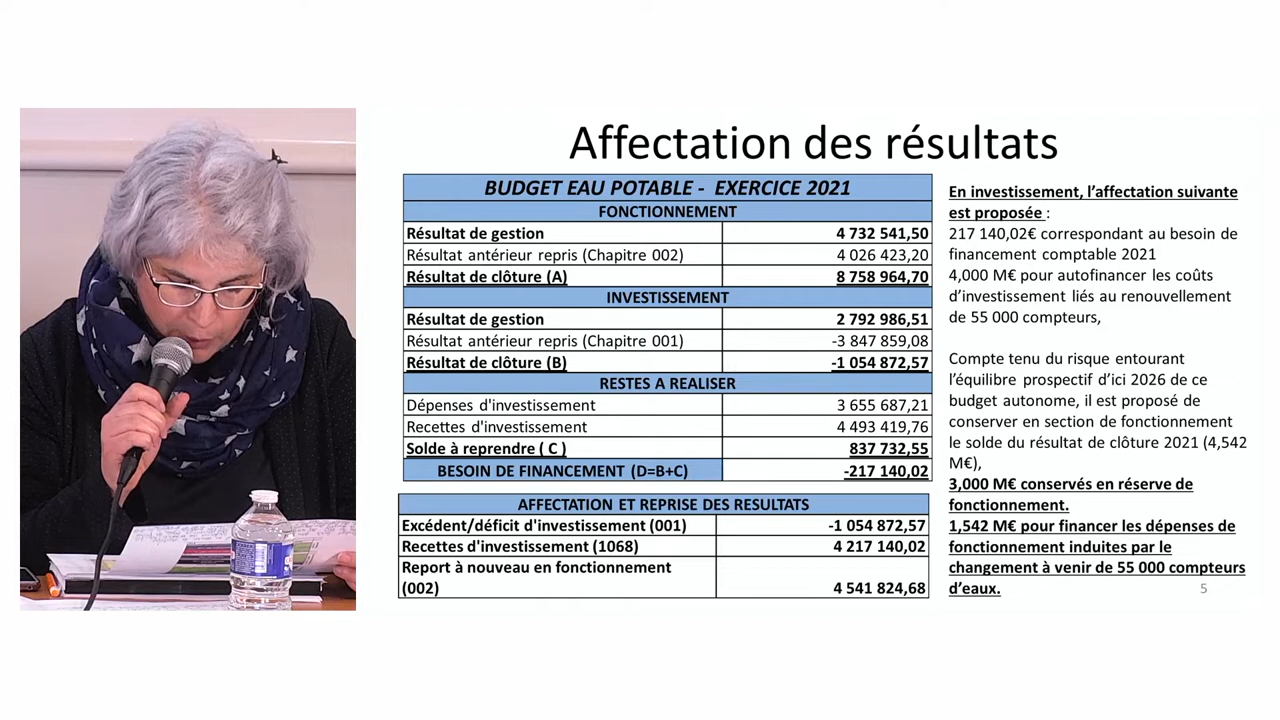 Affectation des résultats
BUDGET EAU POTABLE - EXERCICE 2021
FONCTIONNEMENT
Résultat de gestion 4 732 541,50
Résultat antérieur repris (Chapitre 002) 4 026 423,20
Résultat de clôture (A) 8 758 964,70
INVESTISSEMENT
Résultat de gestion 2 792 986,51
Résultat antérieur repris (Chapitre 001) -3 847 859,08
Résultat de clôture (B) -1 054 872,57
RESTES A REALISER
Dépenses d'investissement 3 655 687,21
Recettes d'investissement 4 493 419,76
Solde à reprendre ( C ) 837 732,55
BESOIN DE FINANCEMENT (D=B+C) -217 140,02
AFFECTATION ET REPRISE DES RESULTATS
Excédent/déficit d'investissement (001) -1 054 872,57
Recettes d'investissement (1068) 4 217 140,02
Report à nouveau en fonctionnement
(002) 4 541 824,68
En investissement, l’affectation suivante
est proposée :
217 140,02€ correspondant au besoin de
financement comptable 2021
4,000 M€ pour autofinancer les coûts
d’investissement liés au renouvellement
de 55 000 compteurs,
Compte tenu du risque entourant
l’équilibre prospectif d’ici 2026 de ce
budget autonome, il est proposé de
conserver en section de fonctionnement
le solde du résultat de clôture 2021 (4,542
M€),
3,000 M€ conservés en réserve de
fonctionnement.
1,542 M€ pour financer les dépenses de
fonctionnement induites par le
changement à venir de 55 000 compteurs
d’eaux.
5